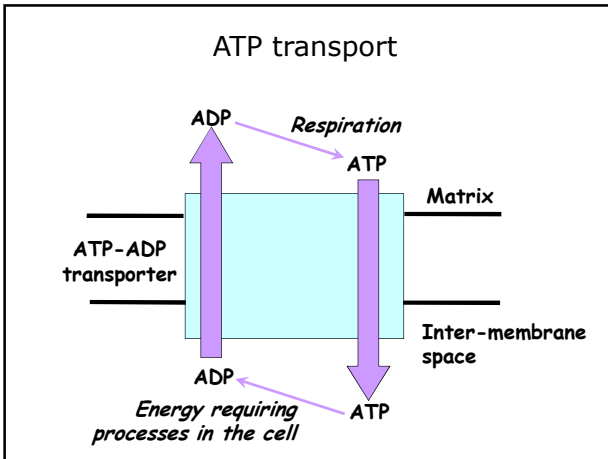 ATP transport
ADP
Respiration
ATP
Matrix
ATP-ADP
transporter
Inter-membrane
space
ADP
ATP
Energy requiring
processes in the cell